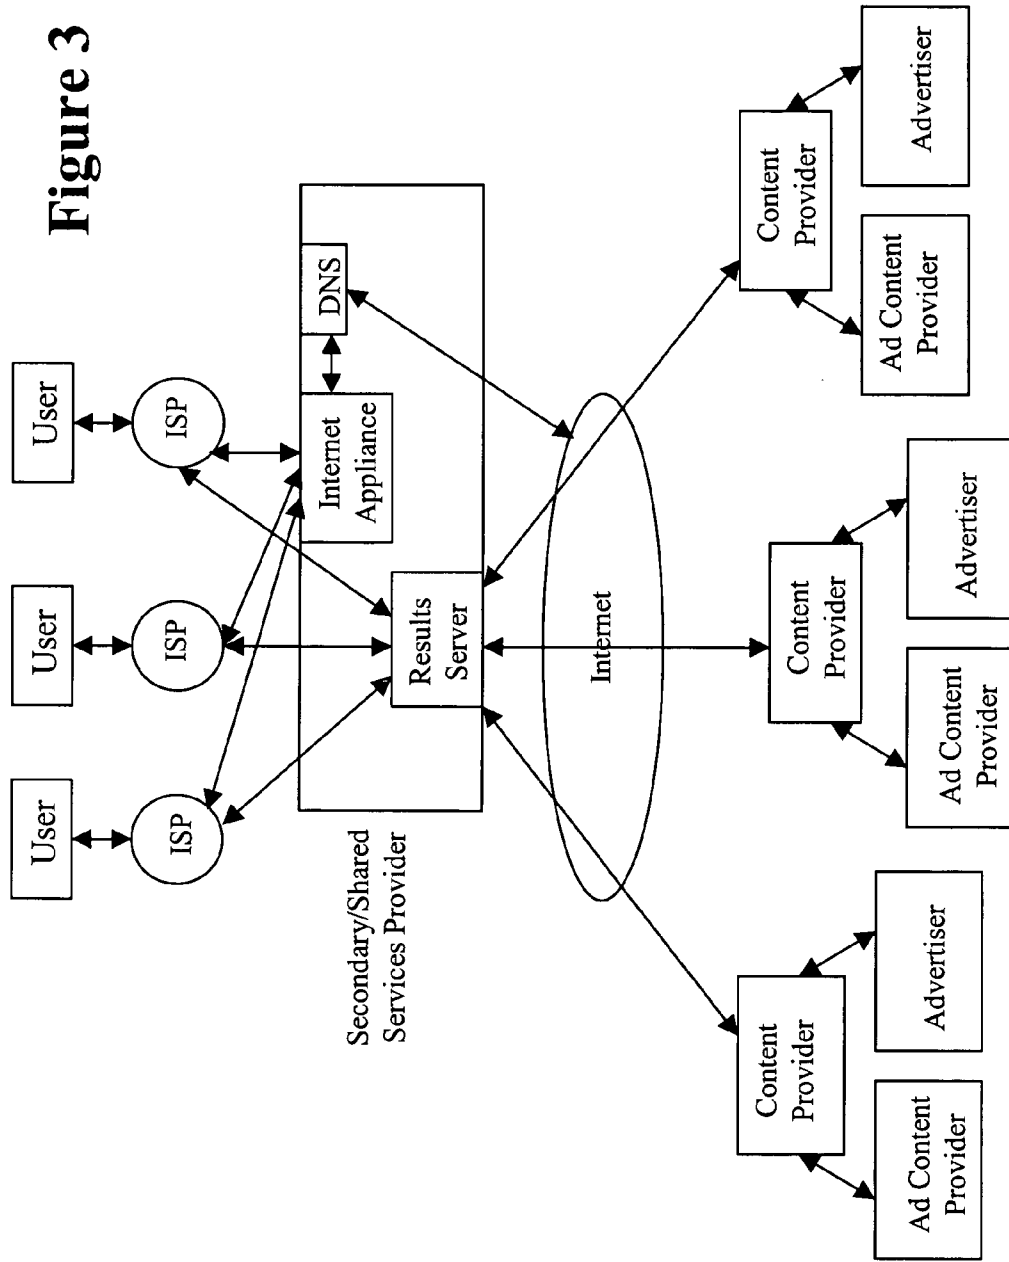 Figure 3
User
User
User
ISP
ISP
ISP
Secondary/Shared
Services Provider
Results
Server
Internet
Appliance
DNS
Internet
Content
Provider
Content
Provider
Content
Provider
Ad Content
Provider
Advertiser
Ad Content
Provider
Advertiser
Ad Content
Provider
Advertiser